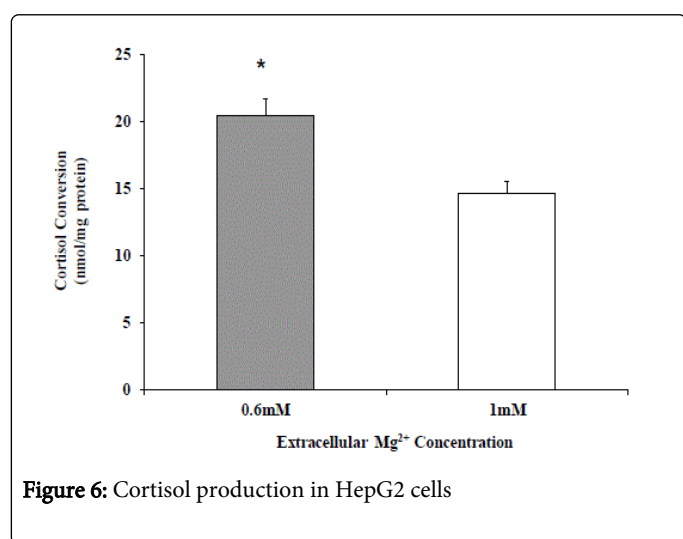 25
*
20
15
10
5
0
Cortisol Conversion
(nmol/mg protein)
0.6mM 1mM
Extracellular Mg²⁺ Concentration
Figure 6: Cortisol production in HepG2 cells